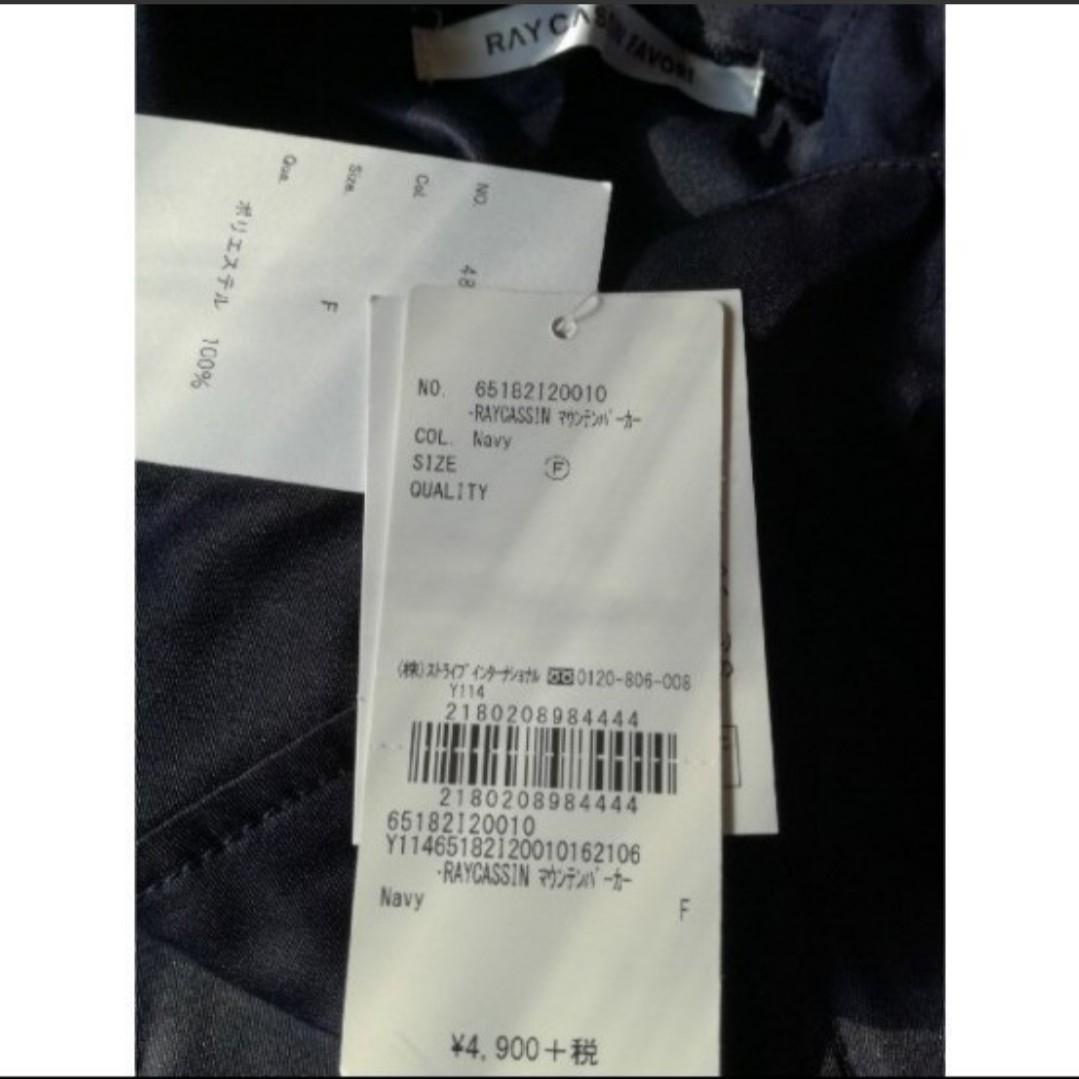 RAY CASSIN FAVORI
NO. 48
Col.
Size. F
Qua.
ポリエステル 100%
NO. 65182I20010
・RAYCASSIN マウンテンパーカー
COL. Navy
SIZE Ⓕ
QUALITY
(株)ストライプインターナショナル 0120-806-008
Y114
2180208984444
2180208984444
65182I20010
Y11465182I20010162106
・RAYCASSIN マウンテンパーカー
Navy F
¥4,900+税